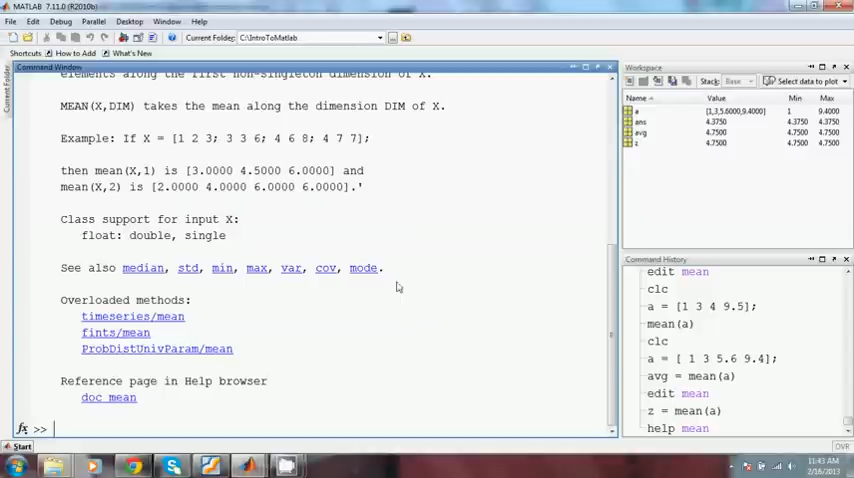 MATLAB 7.11.0 (R2010b)
File Edit Debug Parallel Desktop Window Help
Current Folder: C:\IntroToMatlab
Shortcuts How to Add What's New
Current Folder
Command Window
elements along the first non-singleton dimension of X.
MEAN(X,DIM) takes the mean along the dimension DIM of X.
Example: If X = [1 2 3; 3 3 6; 4 6 8; 4 7 7];
then mean(X,1) is [3.0000 4.5000 6.0000] and
mean(X,2) is [2.0000 4.0000 6.0000 6.0000].'
Class support for input X:
float: double, single
See also median, std, min, max, var, cov, mode.
Overloaded methods:
timeseries/mean
fints/mean
ProbDistUnivParam/mean
Reference page in Help browser
doc mean
fx >>
Workspace
Stack: Base Select data to plot
Name Value Min Max
a [1,3,5.6000,9.4000] 1 9.4000
ans 4.3750 4.3750 4.3750
avg 4.7500 4.7500 4.7500
z 4.7500 4.7500 4.7500
Command History
edit mean
clc
a = [1 3 4 9.5];
mean(a)
clc
a = [ 1 3 5.6 9.4];
avg = mean(a)
edit mean
z = mean(a)
help mean
Start
OVR
11:43 AM
2/16/2013